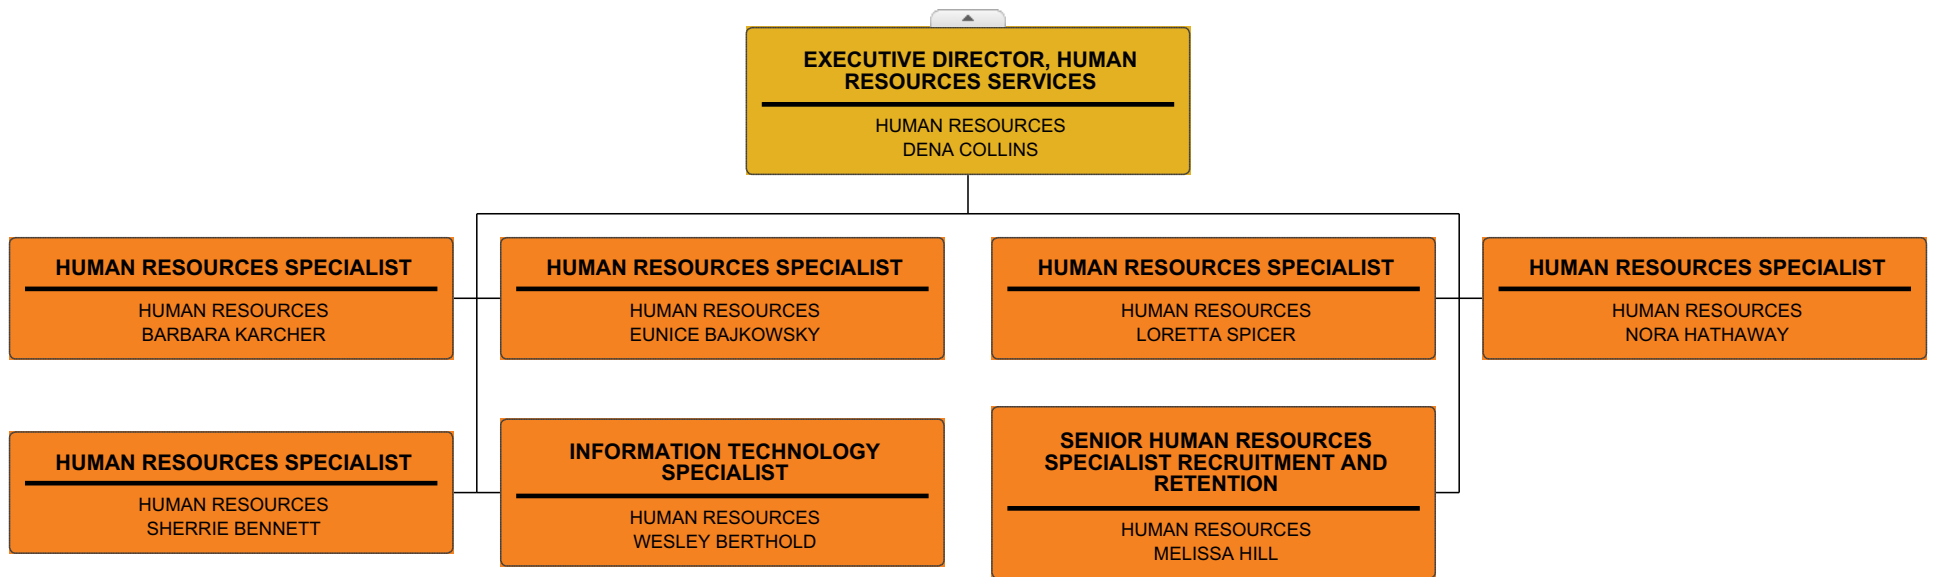 EXECUTIVE DIRECTOR, HUMAN
RESOURCES SERVICES
HUMAN RESOURCES
DENA COLLINS
HUMAN RESOURCES SPECIALIST
HUMAN RESOURCES
BARBARA KARCHER
HUMAN RESOURCES SPECIALIST
HUMAN RESOURCES
EUNICE BAJKOWSKY
HUMAN RESOURCES SPECIALIST
HUMAN RESOURCES
LORETTA SPICER
HUMAN RESOURCES SPECIALIST
HUMAN RESOURCES
NORA HATHAWAY
HUMAN RESOURCES SPECIALIST
HUMAN RESOURCES
SHERRIE BENNETT
INFORMATION TECHNOLOGY
SPECIALIST
HUMAN RESOURCES
WESLEY BERTHOLD
SENIOR HUMAN RESOURCES
SPECIALIST RECRUITMENT AND
RETENTION
HUMAN RESOURCES
MELISSA HILL